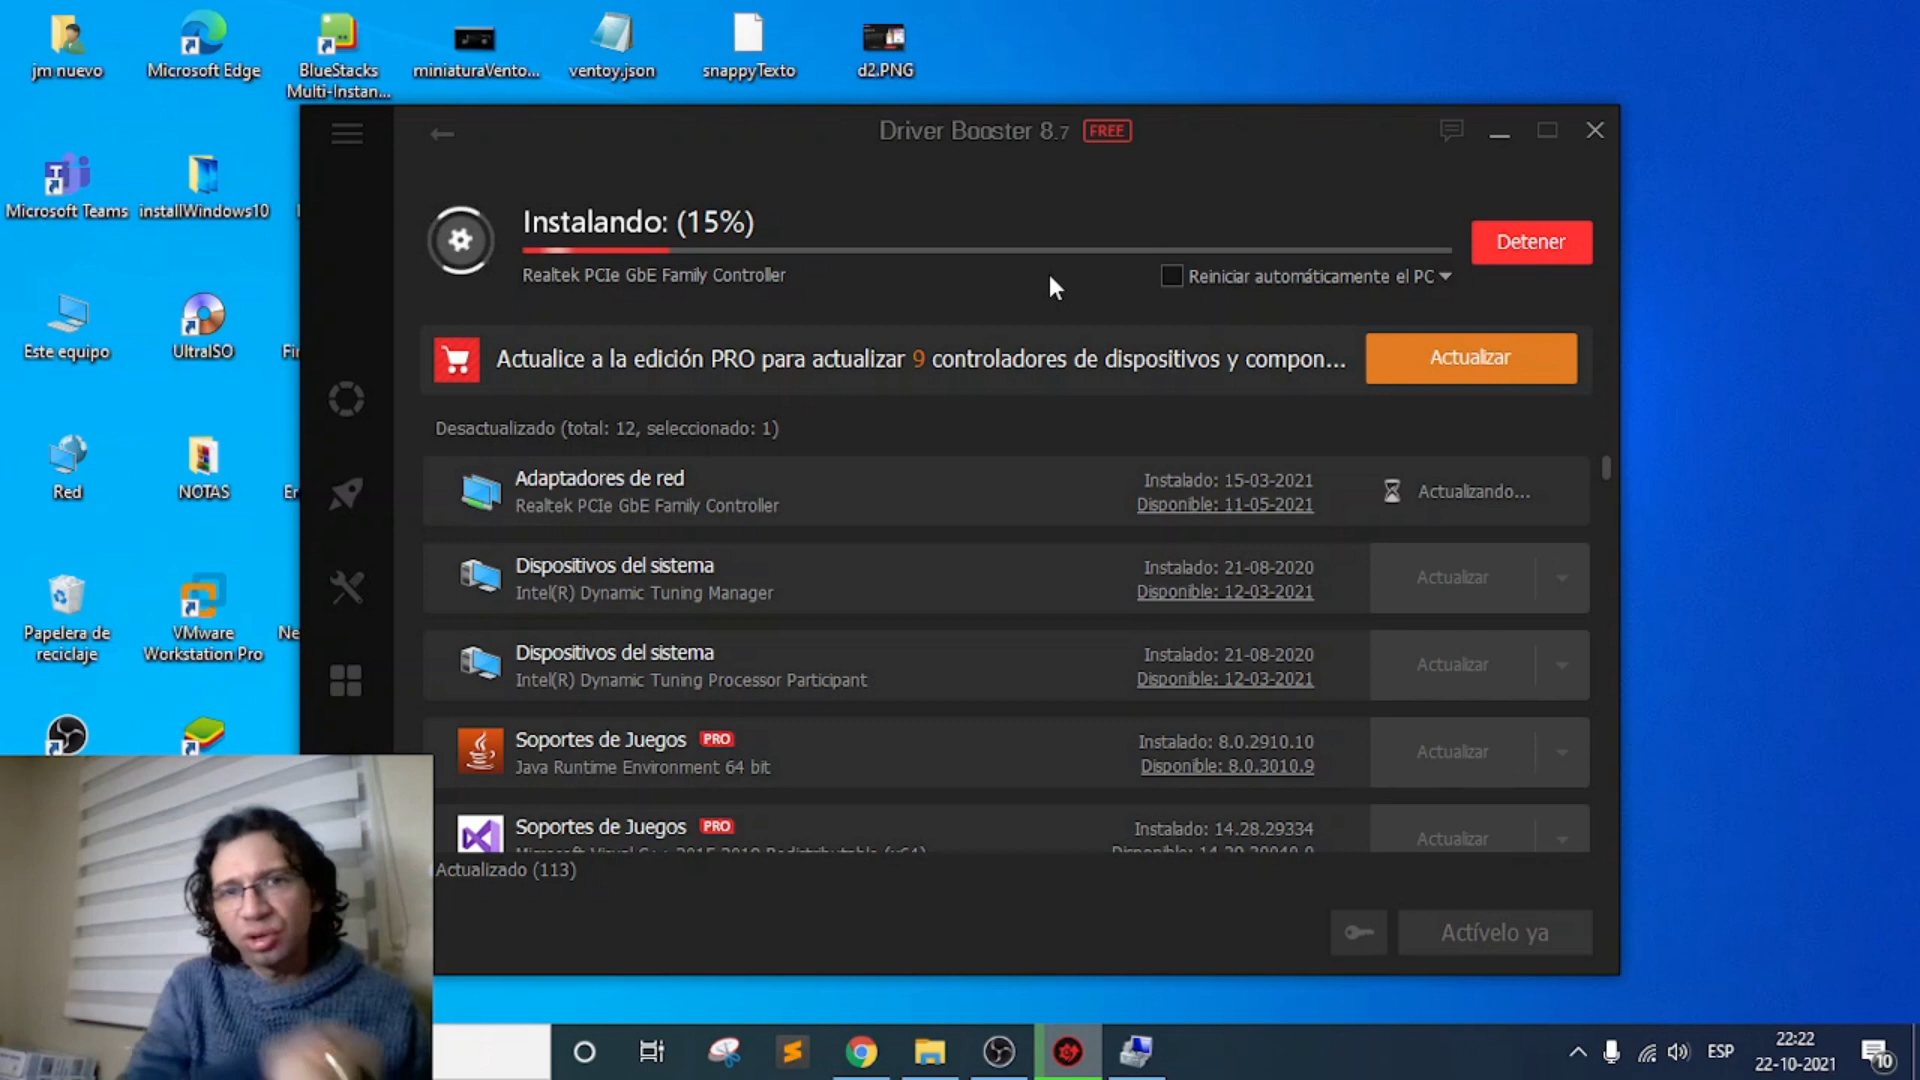 jm nuevo
Microsoft Edge
BlueStacks
Multi-Instan...
miniaturaVento...
ventoy.json
snappyTexto
d2.PNG
Microsoft Teams
installWindows10
Este equipo
UltraISO
Fi
Red
NOTAS
Er
Papelera de
reciclaje
VMware
Workstation Pro
Ne
Driver Booster 8.7 FREE
Instalando: (15%)
Detener
Realtek PCIe GbE Family Controller
Reiniciar automáticamente el PC
Actualice a la edición PRO para actualizar 9 controladores de dispositivos y compon...
Actualizar
Desactualizado (total: 12, seleccionado: 1)
Adaptadores de red
Realtek PCIe GbE Family Controller
Instalado: 15-03-2021
Disponible: 11-05-2021
Actualizando...
Dispositivos del sistema
Intel(R) Dynamic Tuning Manager
Instalado: 21-08-2020
Disponible: 12-03-2021
Actualizar
Dispositivos del sistema
Intel(R) Dynamic Tuning Processor Participant
Instalado: 21-08-2020
Disponible: 12-03-2021
Actualizar
Soportes de Juegos PRO
Java Runtime Environment 64 bit
Instalado: 8.0.2910.10
Disponible: 8.0.3010.9
Actualizar
Soportes de Juegos PRO
Instalado: 14.28.29334
Actualizar
Actualizado (113)
Actívelo ya
ESP
22:22
22-10-2021
10